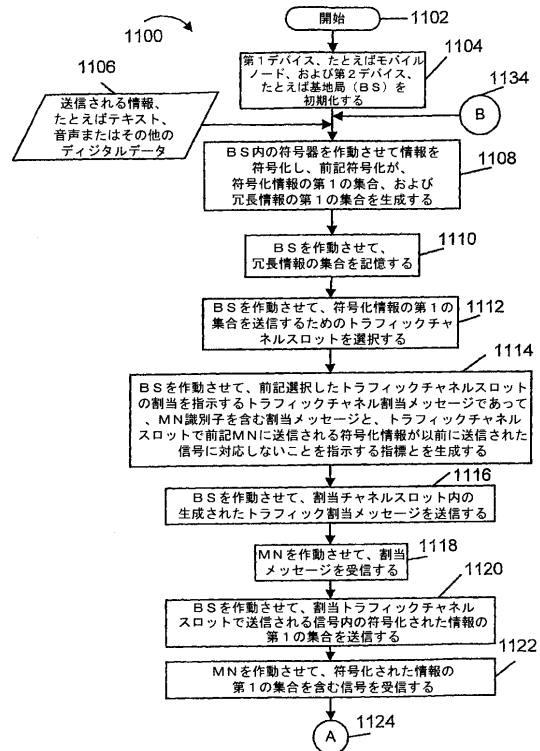 1100
開始
1102
第1デバイス、たとえばモバイル
ノード、および第2デバイス、
たとえば基地局(BS)を
初期化する
1104
1106
送信される情報、
たとえばテキスト、
音声またはその他の
ディジタルデータ
1134
B
BS内の符号器を作動させて情報を
符号化し、前記符号化が、
符号化情報の第1の集合、および
冗長情報の第1の集合を生成する
1108
BSを作動させて、
冗長情報の集合を記憶する
1110
BSを作動させて、符号化情報の第1の
集合を送信するためのトラフィックチャ
ネルスロットを選択する
1112
1114
BSを作動させて、前記選択したトラフィックチャネルスロット
の割当を指示するトラフィックチャネル割当メッセージであって
、MN識別子を含む割当メッセージと、トラフィックチャネル
スロットで前記MNに送信される符号化情報が以前に送信された
信号に対応しないことを指示する指標とを生成する
1116
BSを作動させて、割当チャネルスロット内の
生成されたトラフィック割当メッセージを送信する
1118
MNを作動させて、割当
メッセージを受信する
1120
BSを作動させて、割当トラフィックチャネル
スロットで送信される信号内の符号化された情報の
第1の集合を送信する
1122
MNを作動させて、符号化された情報の
第1の集合を含む信号を受信する
A
1124